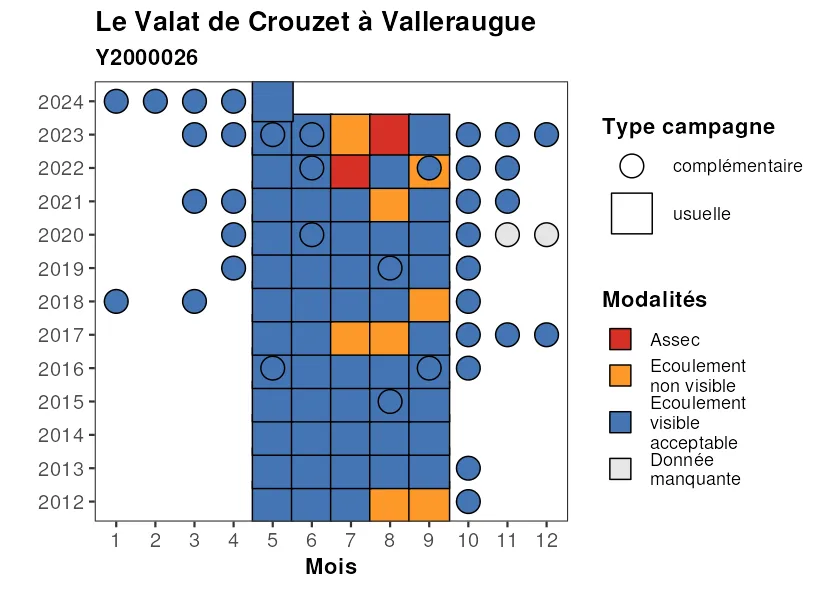 Le Valat de Crouzet à Valleraugue
Y2000026
2024
2023
2022
2021
2020
2019
2018
2017
2016
2015
2014
2013
2012
1 2 3 4 5 6 7 8 9 10 11 12
Mois
Type campagne
complémentaire
usuelle
Modalités
Assec
Ecoulement
non visible
Ecoulement
visible
acceptable
Donnée
manquante